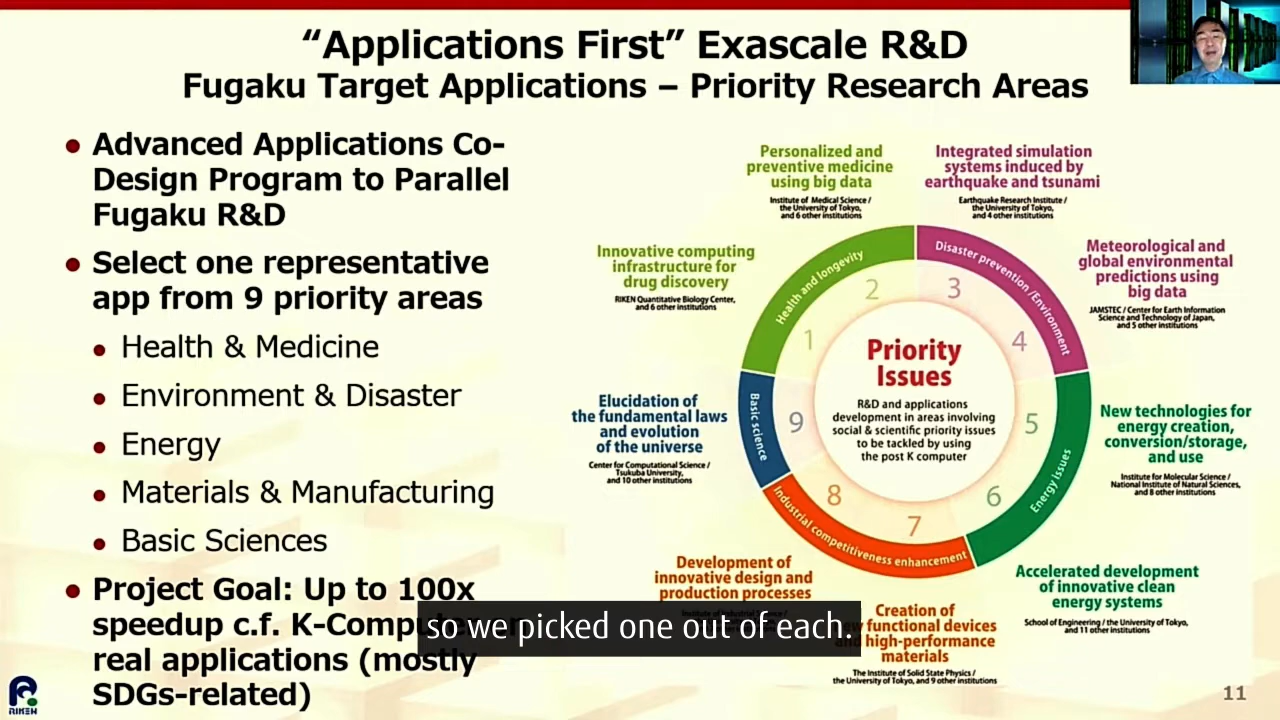 “Applications First” Exascale R&D
Fugaku Target Applications – Priority Research Areas
● Advanced Applications Co-
Design Program to Parallel
Fugaku R&D
● Select one representative
app from 9 priority areas
● Health & Medicine
● Environment & Disaster
● Energy
● Materials & Manufacturing
● Basic Sciences
● Project Goal: Up to 100x
speedup c.f. K-Compu
real applications (mostly
SDGs-related)
Personalized and
preventive medicine
using big data
Institute of Medical Science /
the University of Tokyo,
and 6 other institutions
Integrated simulation
systems induced by
earthquake and tsunami
Earthquake Research Institute /
the University of Tokyo,
and 4 other institutions
Innovative computing
infrastructure for
drug discovery
RIKEN Quantitative Biology Center,
and 6 other institutions
Meteorological and
global environmental
predictions using
big data
JAMSTEC / Center for Earth Information
Science and Technology of Japan,
and 5 other institutions
Elucidation of
the fundamental laws
and evolution
of the universe
Center for Computational Science /
Tsukuba University,
and 10 other institutions
New technologies for
energy creation,
conversion/storage,
and use
Institute for Molecular Science /
National Institute of Natural Sciences,
and 8 other institutions
Development of
innovative design and
production processes
Accelerated development
of innovative clean
energy systems
School of Engineering / the University of Tokyo,
and 11 other institutions
Creation of
functional devices
and high-performance
materials
The Institute of Solid State Physics /
the University of Tokyo, and 9 other institutions
Health and longevity
Disaster prevention /Environment
Energy issues
Industrial competitiveness enhancement
Basic science
1
2
3
4
5
6
7
8
9
Priority
Issues
R&D and applications
development in areas involving
social & scientific priority issues
to be tackled by using
the post K computer
so we picked one out of each.
RIKEN
11